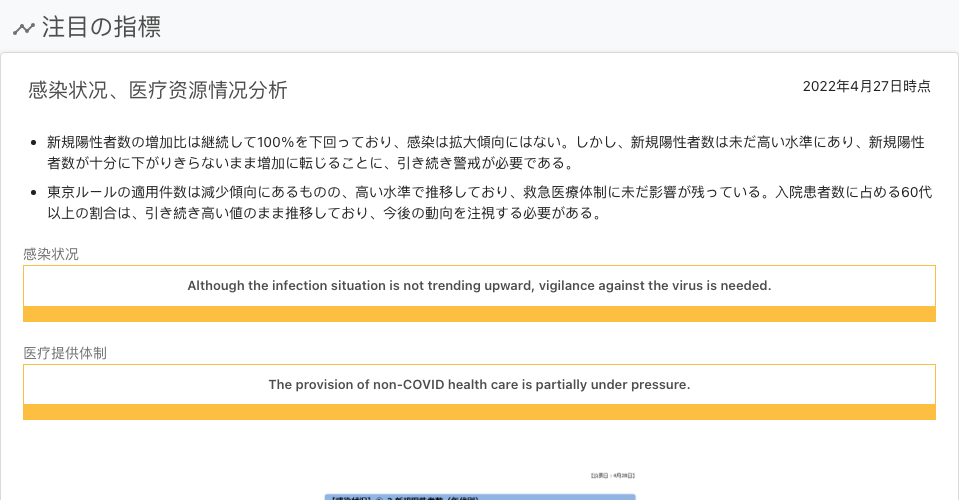 注目の指標
感染状况、医疗资源情况分析
2022年4月27日時点
新規陽性者数の増加比は継続して100%を下回っており、感染は拡大傾向にはない。しかし、新規陽性者数は未だ高い水準にあり、新規陽性
者数が十分に下がりきらないまま増加に転じることに、引き続き警戒が必要である。
東京ルールの適用件数は減少傾向にあるものの、高い水準で推移しており、救急医療体制に未だ影響が残っている。入院患者数に占める60代
以上の割合は、引き続き高い値のまま推移しており、今後の動向を注視する必要がある。
感染状况
Although the infection situation is not trending upward, vigilance against the virus is needed.
医疗提供体制
The provision of non-COVID health care is partially under pressure.